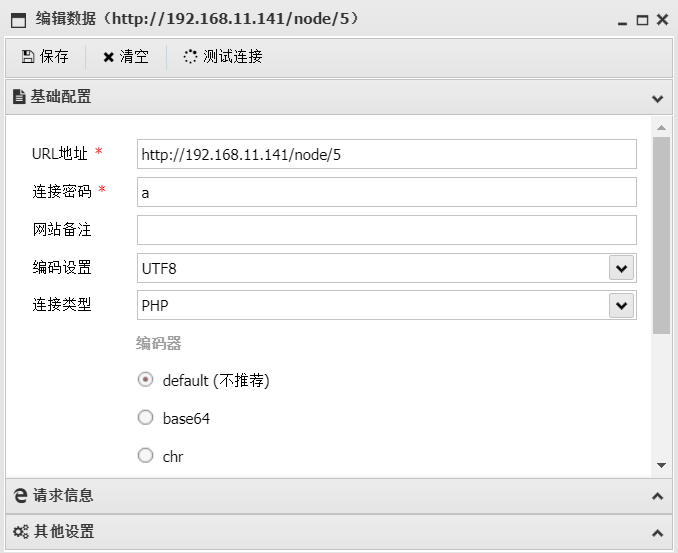 编辑数据（http://192.168.11.141/node/5）
保存 清空 测试连接
基础配置
URL地址 * http://192.168.11.141/node/5
连接密码 * a
网站备注
编码设置 UTF8
连接类型 PHP
编码器
default (不推荐)
base64
chr
请求信息
其他设置